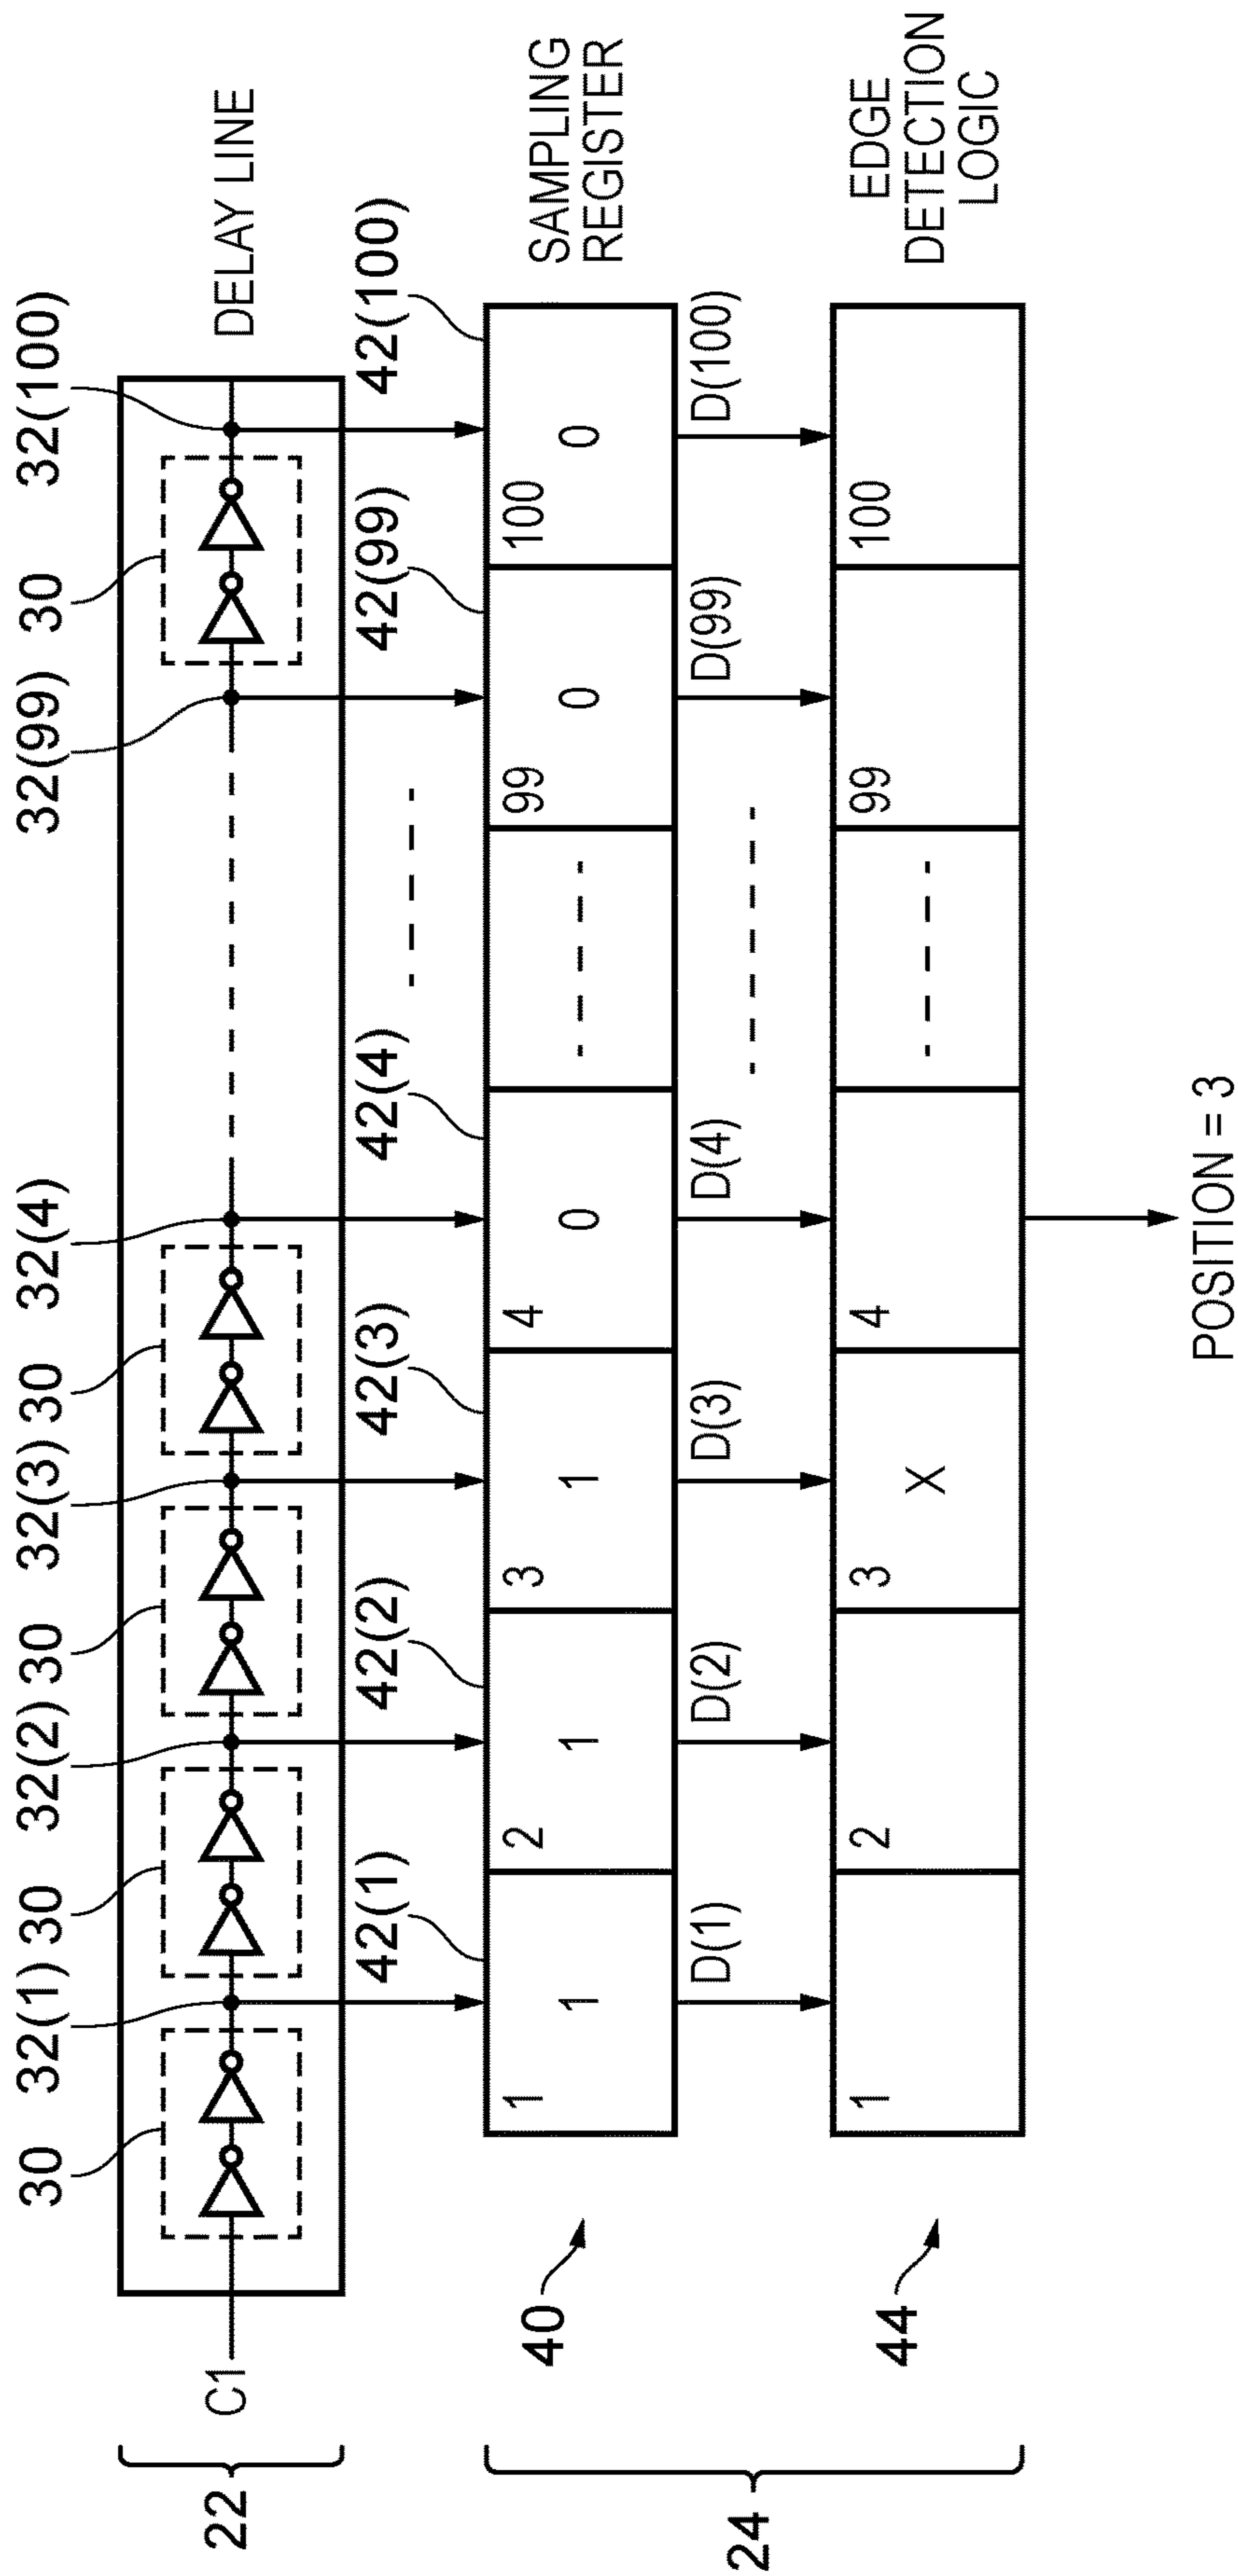 30
32(1)
30
32(2)
30
32(3)
30
32(4)
32(99)
30
32(100)
22
C1
DELAY LINE
42(1)
42(2)
42(3)
42(4)
42(99)
42(100)
40
1 1
2 1
3 1
4 0
99 0
100 0
SAMPLING
REGISTER
24
D(1)
D(2)
D(3)
D(4)
D(99)
D(100)
44
1
2
3 X
4
99
100
EDGE
DETECTION
LOGIC
POSITION = 3